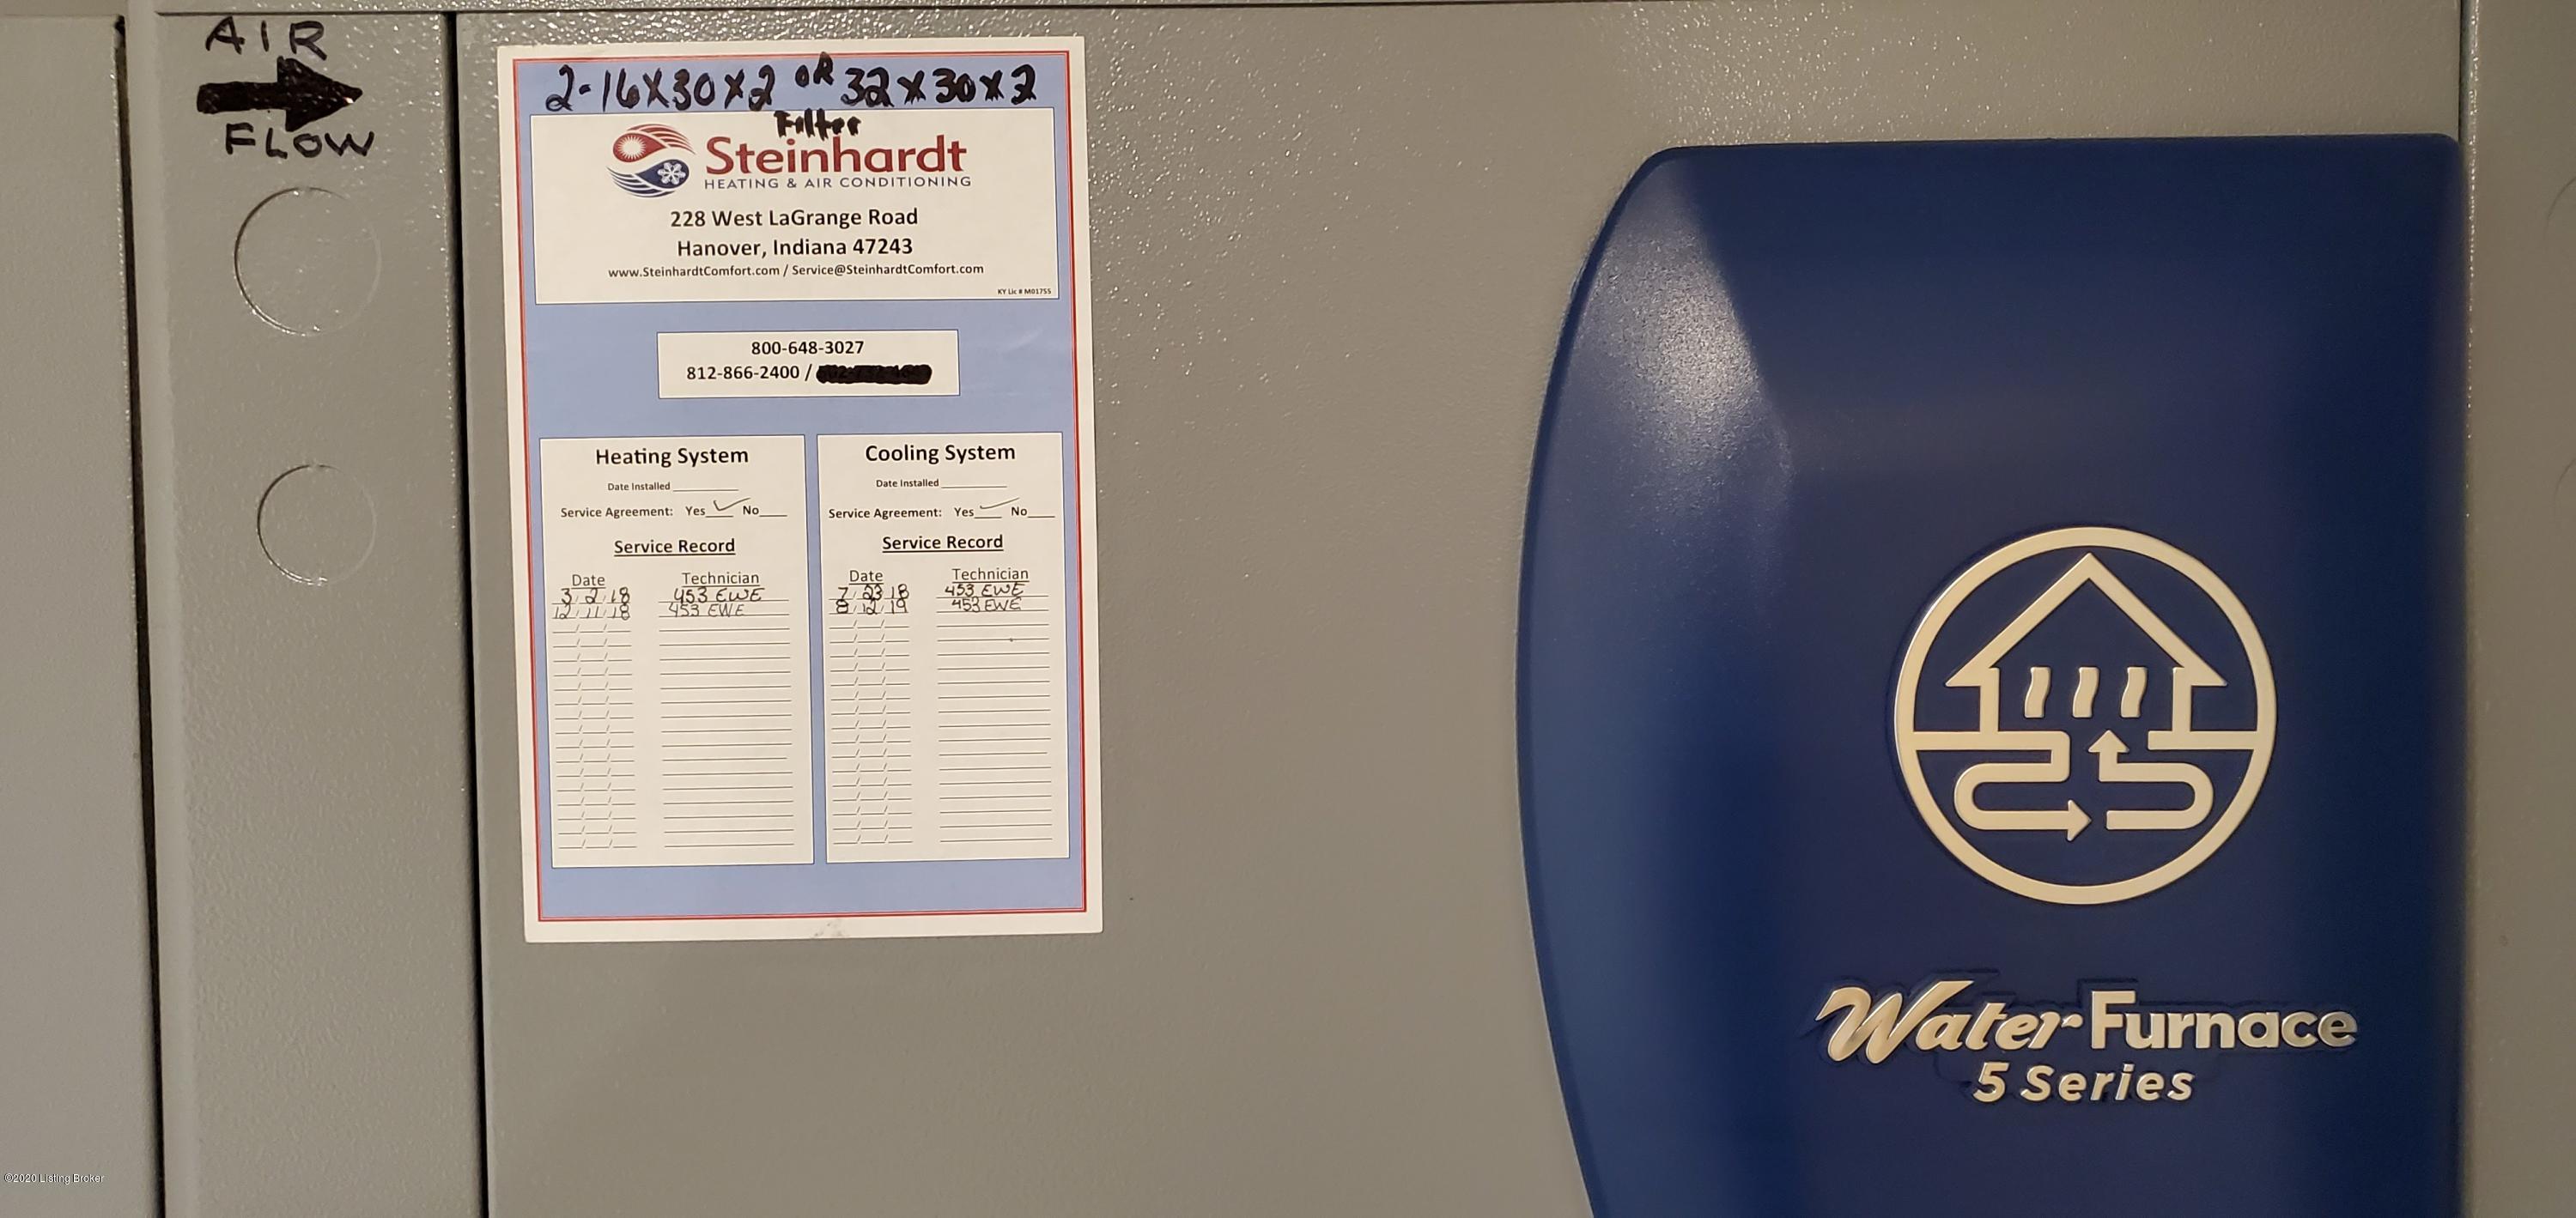 AIR
FLOW
2-16X30X2 OR 32X30X2
Filter
Steinhardt
HEATING & AIR CONDITIONING
228 West LaGrange Road
Hanover, Indiana 47243
www.SteinhardtComfort.com / Service@SteinhardtComfort.com
KY Lic # M01755
800-648-3027
812-866-2400 /
Heating System
Date Installed
Service Agreement: Yes No
Service Record
Date Technician
3/2/18 453 EWE
12/11/18 453 EWE
Cooling System
Date Installed
Service Agreement: Yes No
Service Record
Date Technician
7/23/18 453 EWE
8/12/19 453 EWE
WaterFurnace
5 Series
©2020 Listing Broker